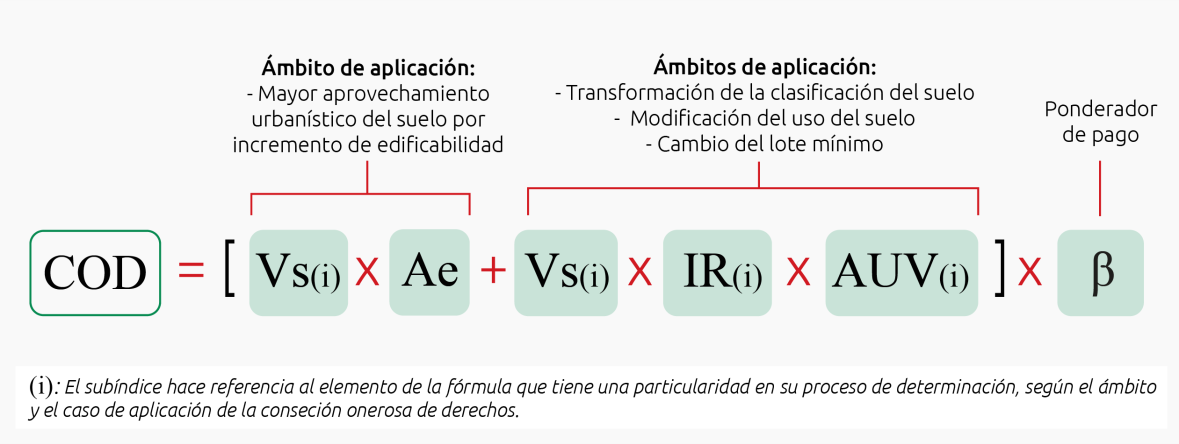 Ámbito de aplicación:
- Mayor aprovechamiento
urbanístico del suelo por
incremento de edificabilidad
Ámbitos de aplicación:
- Transformación de la clasificación del suelo
- Modificación del uso del suelo
- Cambio del lote mínimo
Ponderador
de pago
COD = [ Vs(i) x Ae + Vs(i) x IR(i) x AUV(i) ] x β
(i): El subíndice hace referencia al elemento de la fórmula que tiene una particularidad en su proceso de determinación, según el ámbito
y el caso de aplicación de la conseción onerosa de derechos.